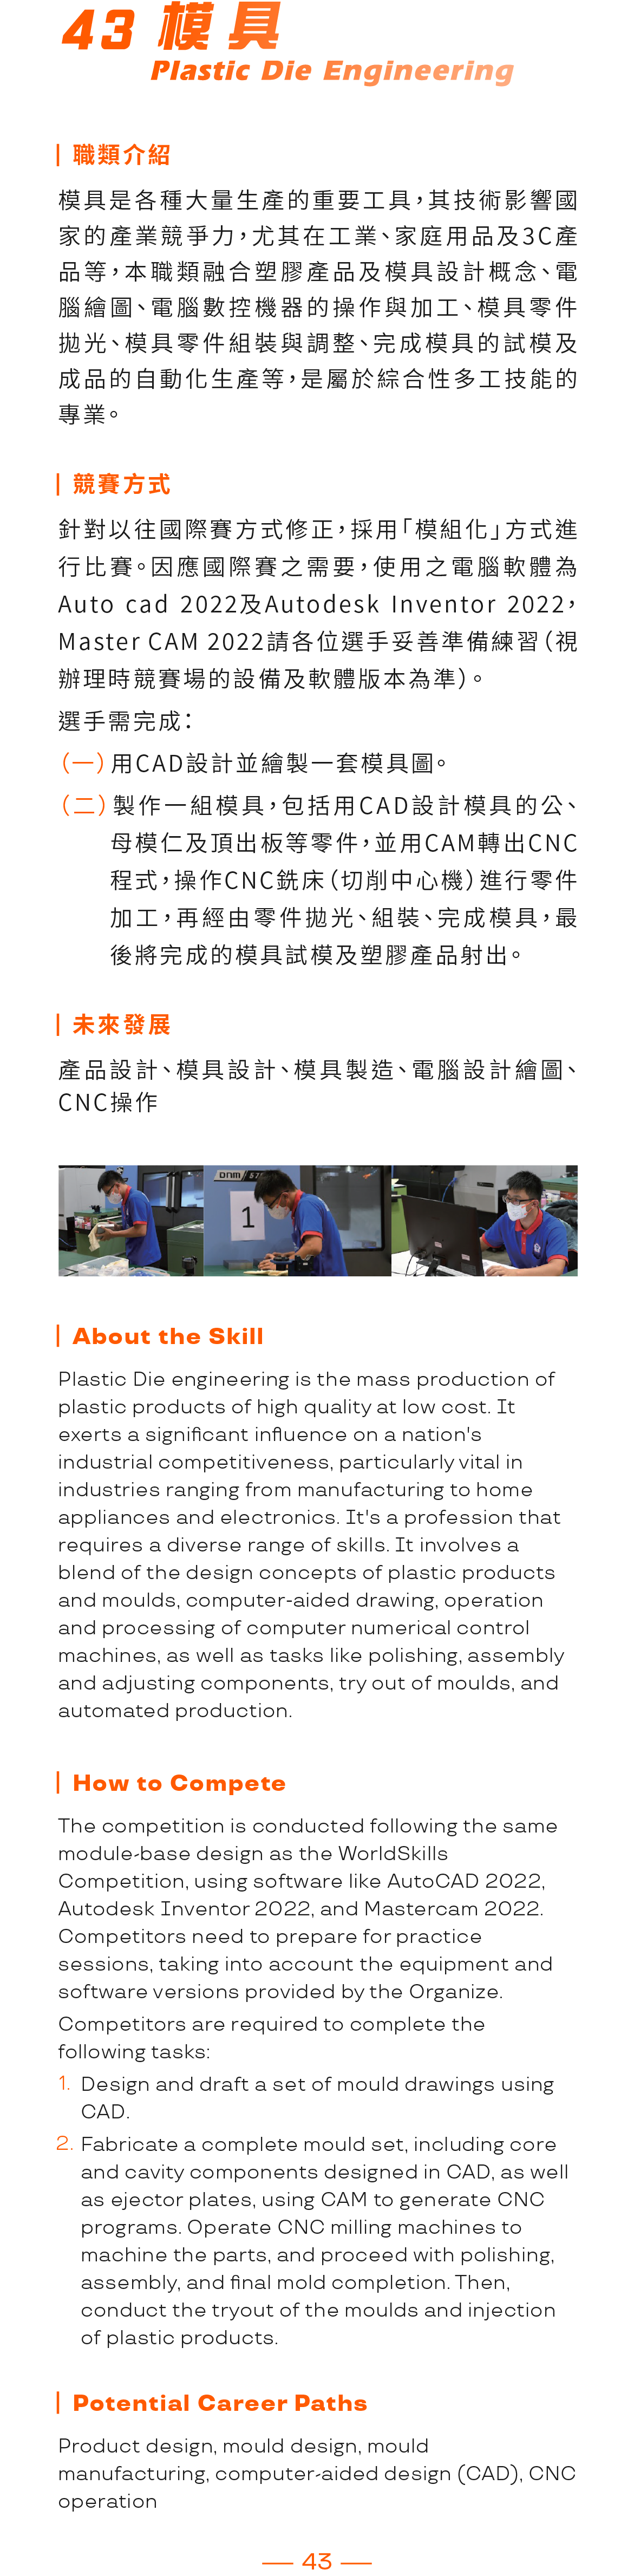 43 模具
Plastic Die Engineering
職類介紹
模具是各種大量生產的重要工具，其技術影響國
家的產業競爭力，尤其在工業、家庭用品及3C產
品等，本職類融合塑膠產品及模具設計概念、電
腦繪圖、電腦數控機器的操作與加工、模具零件
拋光、模具零件組裝與調整、完成模具的試模及
成品的自動化生產等，是屬於綜合性多工技能的
專業。
競賽方式
針對以往國際賽方式修正，採用「模組化」方式進
行比賽。因應國際賽之需要，使用之電腦軟體為
Auto cad 2022及Autodesk Inventor 2022，
Master CAM 2022請各位選手妥善準備練習（視
辦理時競賽場的設備及軟體版本為準）。
選手需完成：
（一）用CAD設計並繪製一套模具圖。
（二）製作一組模具，包括用CAD設計模具的公、
母模仁及頂出板等零件，並用CAM轉出CNC
程式，操作CNC銑床（切削中心機）進行零件
加工，再經由零件拋光、組裝、完成模具，最
後將完成的模具試模及塑膠產品射出。
未來發展
產品設計、模具設計、模具製造、電腦設計繪圖、
CNC操作
1
About the Skill
Plastic Die engineering is the mass production of
plastic products of high quality at low cost. It
exerts a significant influence on a nation's
industrial competitiveness, particularly vital in
industries ranging from manufacturing to home
appliances and electronics. It's a profession that
requires a diverse range of skills. It involves a
blend of the design concepts of plastic products
and moulds, computer-aided drawing, operation
and processing of computer numerical control
machines, as well as tasks like polishing, assembly
and adjusting components, try out of moulds, and
automated production.
How to Compete
The competition is conducted following the same
module-base design as the WorldSkills
Competition, using software like AutoCAD 2022,
Autodesk Inventor 2022, and Mastercam 2022.
Competitors need to prepare for practice
sessions, taking into account the equipment and
software versions provided by the Organize.
Competitors are required to complete the
following tasks:
1. Design and draft a set of mould drawings using
CAD.
2. Fabricate a complete mould set, including core
and cavity components designed in CAD, as well
as ejector plates, using CAM to generate CNC
programs. Operate CNC milling machines to
machine the parts, and proceed with polishing,
assembly, and final mold completion. Then,
conduct the tryout of the moulds and injection
of plastic products.
Potential Career Paths
Product design, mould design, mould
manufacturing, computer-aided design (CAD), CNC
operation
43